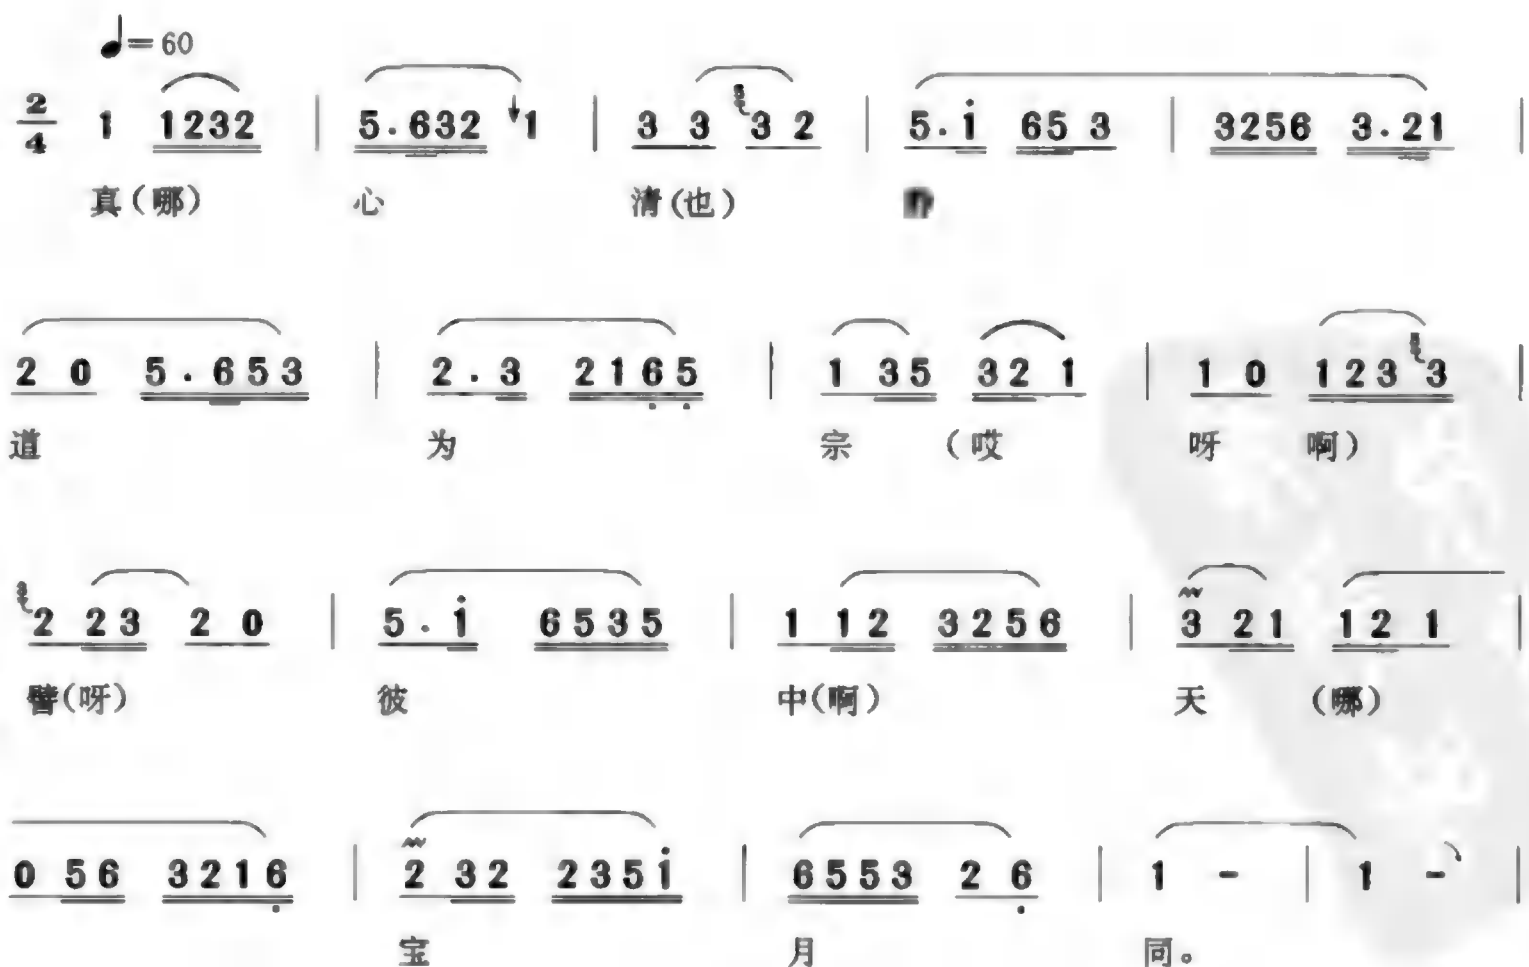 ♩=60
2/4 1 1232 | 5·632 1 | 3 3 3 2 | 5·i̇ 65 3 | 3256 3·21 |
真(哪) 心 清(也)
2 0 5·653 | 2·3 216̣5̣ | 1 35 32 1 | 1 0 123 3 |
道 为 宗 (哎 呀 啊)
2 23 2 0 | 5·i̇ 6535 | 1 12 3256 | 3 21 12 1 |
譬(呀) 彼 中(啊) 天 (哪)
0 56 3216̣ | 2 32 235i̇ | 6553 2 6̣ | 1 - | 1 - |
宝 月 同。